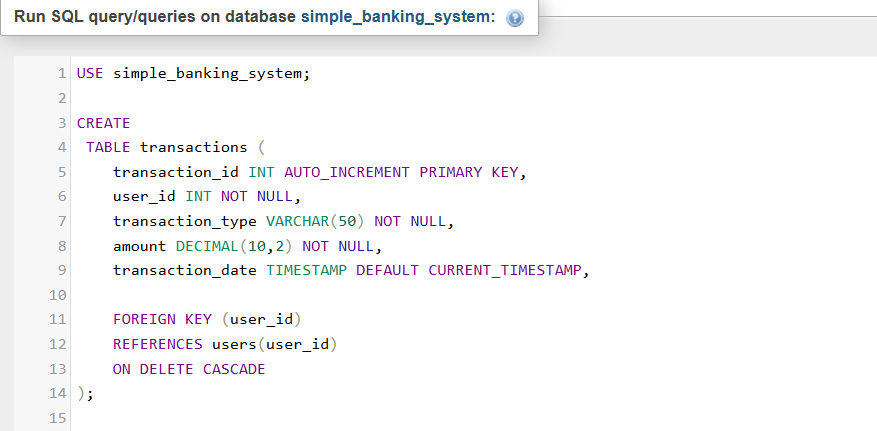 Run SQL query/queries on database simple_banking_system:
1 USE simple_banking_system;
2
3 CREATE
4 TABLE transactions (
5 transaction_id INT AUTO_INCREMENT PRIMARY KEY,
6 user_id INT NOT NULL,
7 transaction_type VARCHAR(50) NOT NULL,
8 amount DECIMAL(10,2) NOT NULL,
9 transaction_date TIMESTAMP DEFAULT CURRENT_TIMESTAMP,
10
11 FOREIGN KEY (user_id)
12 REFERENCES users(user_id)
13 ON DELETE CASCADE
14 );
15